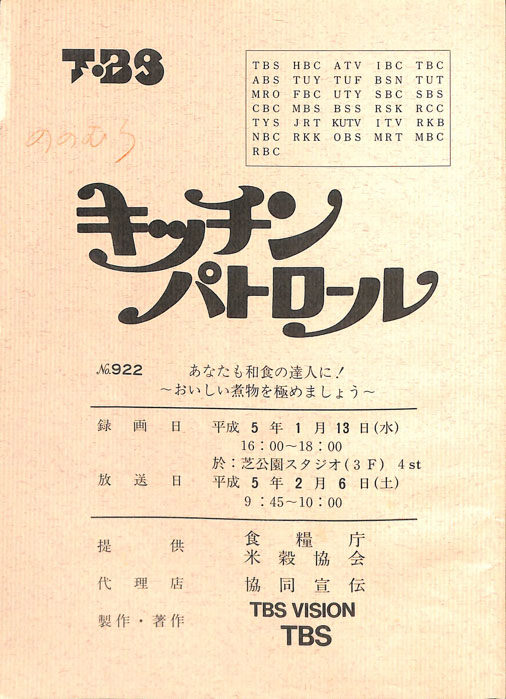 T・BS
TBS HBC ATV IBC TBC
ABS TUY TUF BSN TUT
MRO FBC UTY SBC SBS
CBC MBS BSS RSK RCC
TYS JRT KUTV ITV RKB
NBC RKK OBS MRT MBC
RBC
ののむら
キッチン
パトロール
No.922 あなたも和食の達人に!
～おいしい煮物を極めましょう～
録画日 平成5年1月13日(水)
16:00～18:00
於:芝公園スタジオ(3F) 4st
放送日 平成5年2月6日(土)
9:45～10:00
提供 食糧庁
米穀協会
代理店 協同宣伝
製作・著作 TBS VISION
TBS